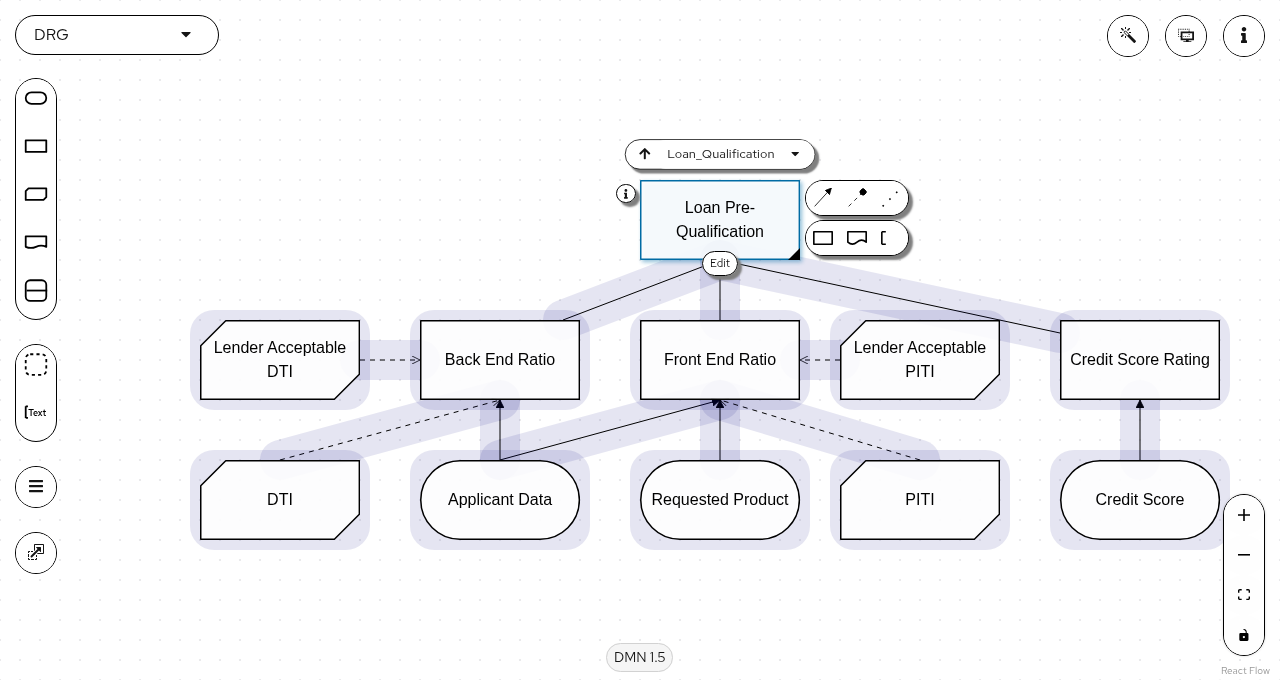 DRG
Loan_Qualification
Loan Pre-
Qualification
Edit
Lender Acceptable
DTI
Back End Ratio
Front End Ratio
Lender Acceptable
PITI
Credit Score Rating
Text
DTI
Applicant Data
Requested Product
PITI
Credit Score
DMN 1.5
React Flow